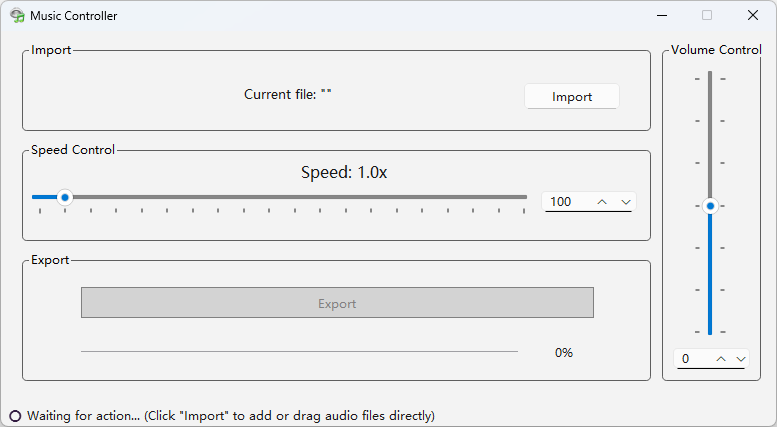 Music Controller
Import
Current file: ""
Import
Speed Control
Speed: 1.0x
100
Export
Export
0%
Volume Control
0
Waiting for action... (Click "Import" to add or drag audio files directly)